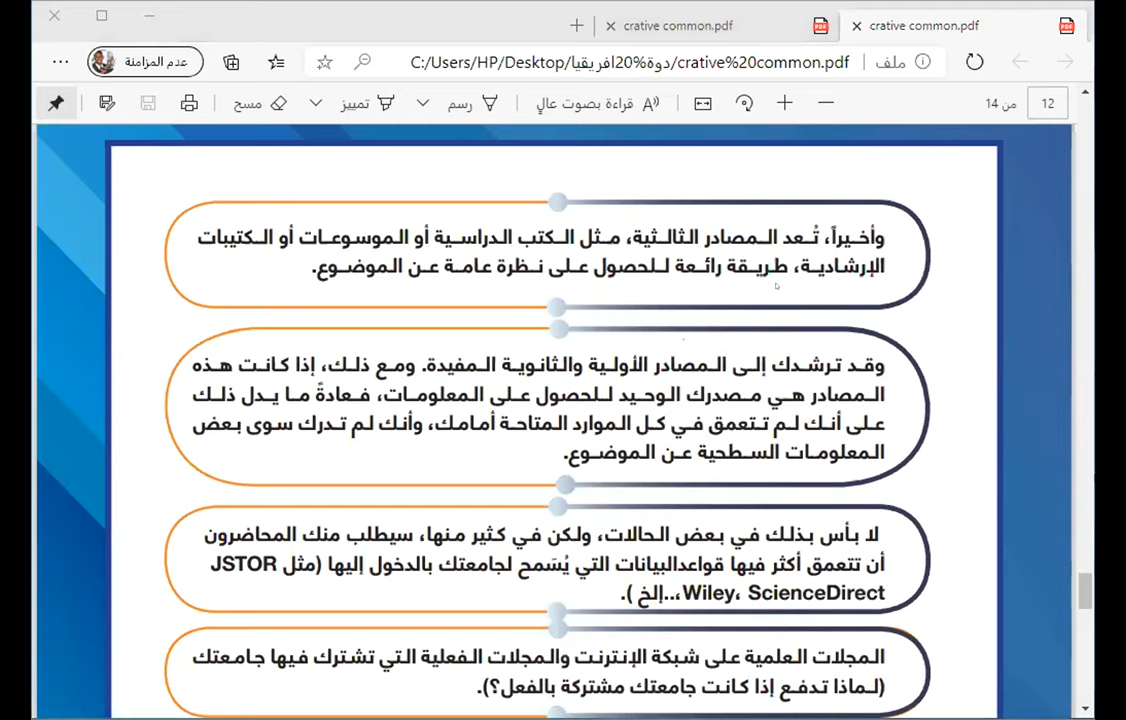 crative common.pdf
crative common.pdf
ملف
C:/Users/HP/Desktop/دوة%20افريقيا/crative%20common.pdf
عدم المزامنة
12
من 14
قراءة بصوت عالٍ
رسم
تمييز
مسح
وأخيراً، تُعد المصادر الثالثية، مثل الكتب الدراسية أو الموسوعات أو الكتيبات
الإرشادية، طريقة رائعة للحصول على نظرة عامة عن الموضوع.
وقد ترشدك إلى المصادر الأولية والثانوية المفيدة. ومع ذلك، إذا كانت هذه
المصادر هي مصدرك الوحيد للحصول على المعلومات، فعادةً ما يدل ذلك
على أنك لم تتعمق في كل الموارد المتاحة أمامك، وأنك لم تدرك سوى بعض
المعلومات السطحية عن الموضوع.
لا بأس بذلك في بعض الحالات، ولكن في كثير منها، سيطلب منك المحاضرون
أن تتعمق أكثر فيها قواعدالبيانات التي يُسَمح لجامعتك بالدخول إليها (مثل JSTOR
Wiley، ScienceDirect،..إلخ ).
المجلات العلمية على شبكة الإنترنت والمجلات الفعلية التي تشترك فيها جامعتك
(لماذا تدفع إذا كانت جامعتك مشتركة بالفعل؟).